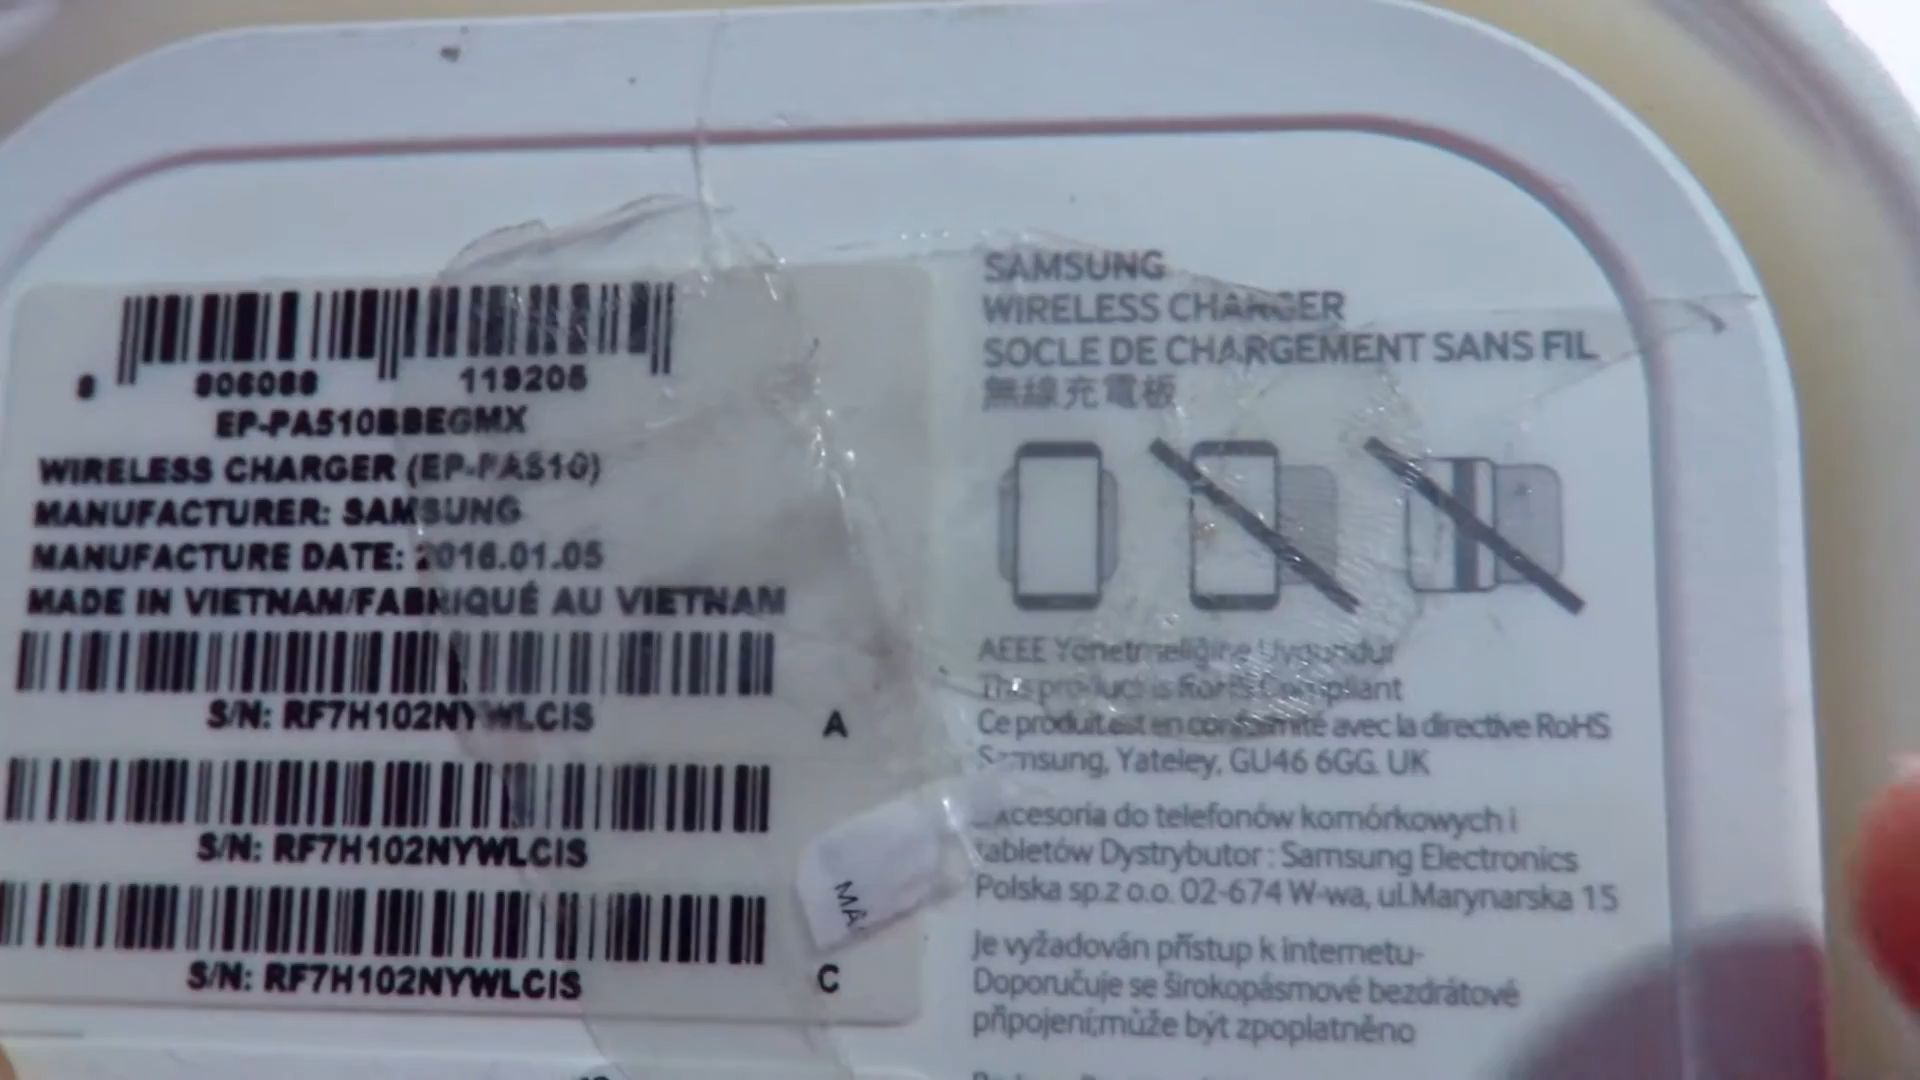 8 806088 119205
EP-PA510BBEGMX
WIRELESS CHARGER (EP-PA510)
MANUFACTURER: SAMSUNG
MANUFACTURE DATE: 2016.01.05
MADE IN VIETNAM/FABRIQUÉ AU VIETNAM
S/N: RF7H102NYWLCIS
A
S/N: RF7H102NYWLCIS
S/N: RF7H102NYWLCIS
C
SAMSUNG
WIRELESS CHARGER
SOCLE DE CHARGEMENT SANS FIL
無線充電板
AEEE Yönetmeliğine Uygundur
This product is RoHS Compliant
Ce produit est en conformité avec la directive RoHS
Samsung, Yateley, GU46 6GG. UK
Akcesoria do telefonów komórkowych i
tabletów Dystrybutor : Samsung Electronics
Polska sp.z o.o. 02-674 W-wa, ul.Marynarska 15
Je vyžadován přístup k internetu-
Doporučuje se širokopásmové bezdrátové
připojení;může být zpoplatněno